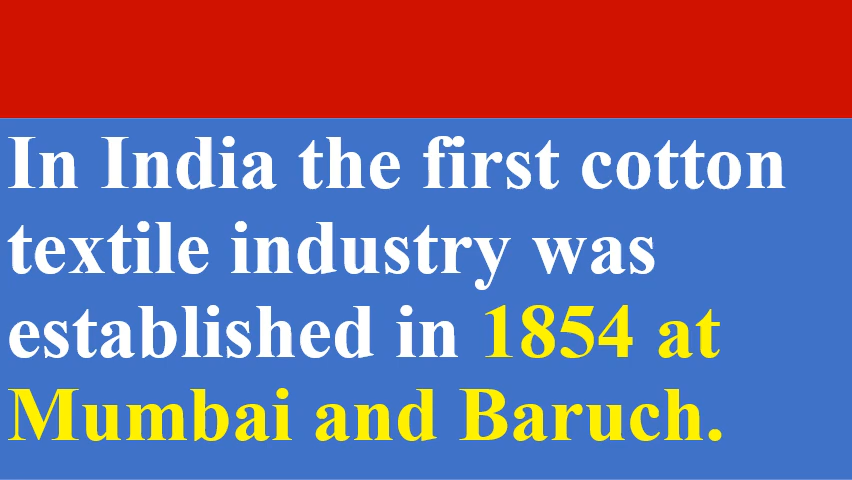 In India the first cotton
textile industry was
established in 1854 at
Mumbai and Baruch.